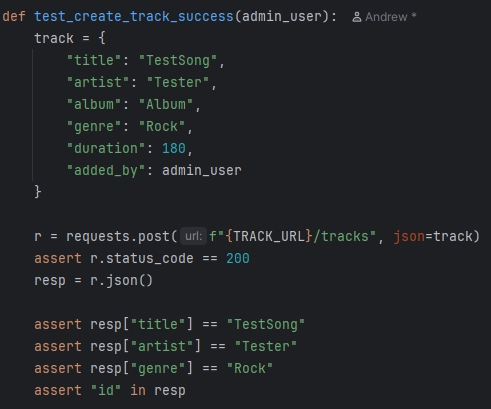 def test_create_track_success(admin_user): Andrew *
    track = {
        "title": "TestSong",
        "artist": "Tester",
        "album": "Album",
        "genre": "Rock",
        "duration": 180,
        "added_by": admin_user
    }

    r = requests.post( url: f"{TRACK_URL}/tracks", json=track)
    assert r.status_code == 200
    resp = r.json()

    assert resp["title"] == "TestSong"
    assert resp["artist"] == "Tester"
    assert resp["genre"] == "Rock"
    assert "id" in resp